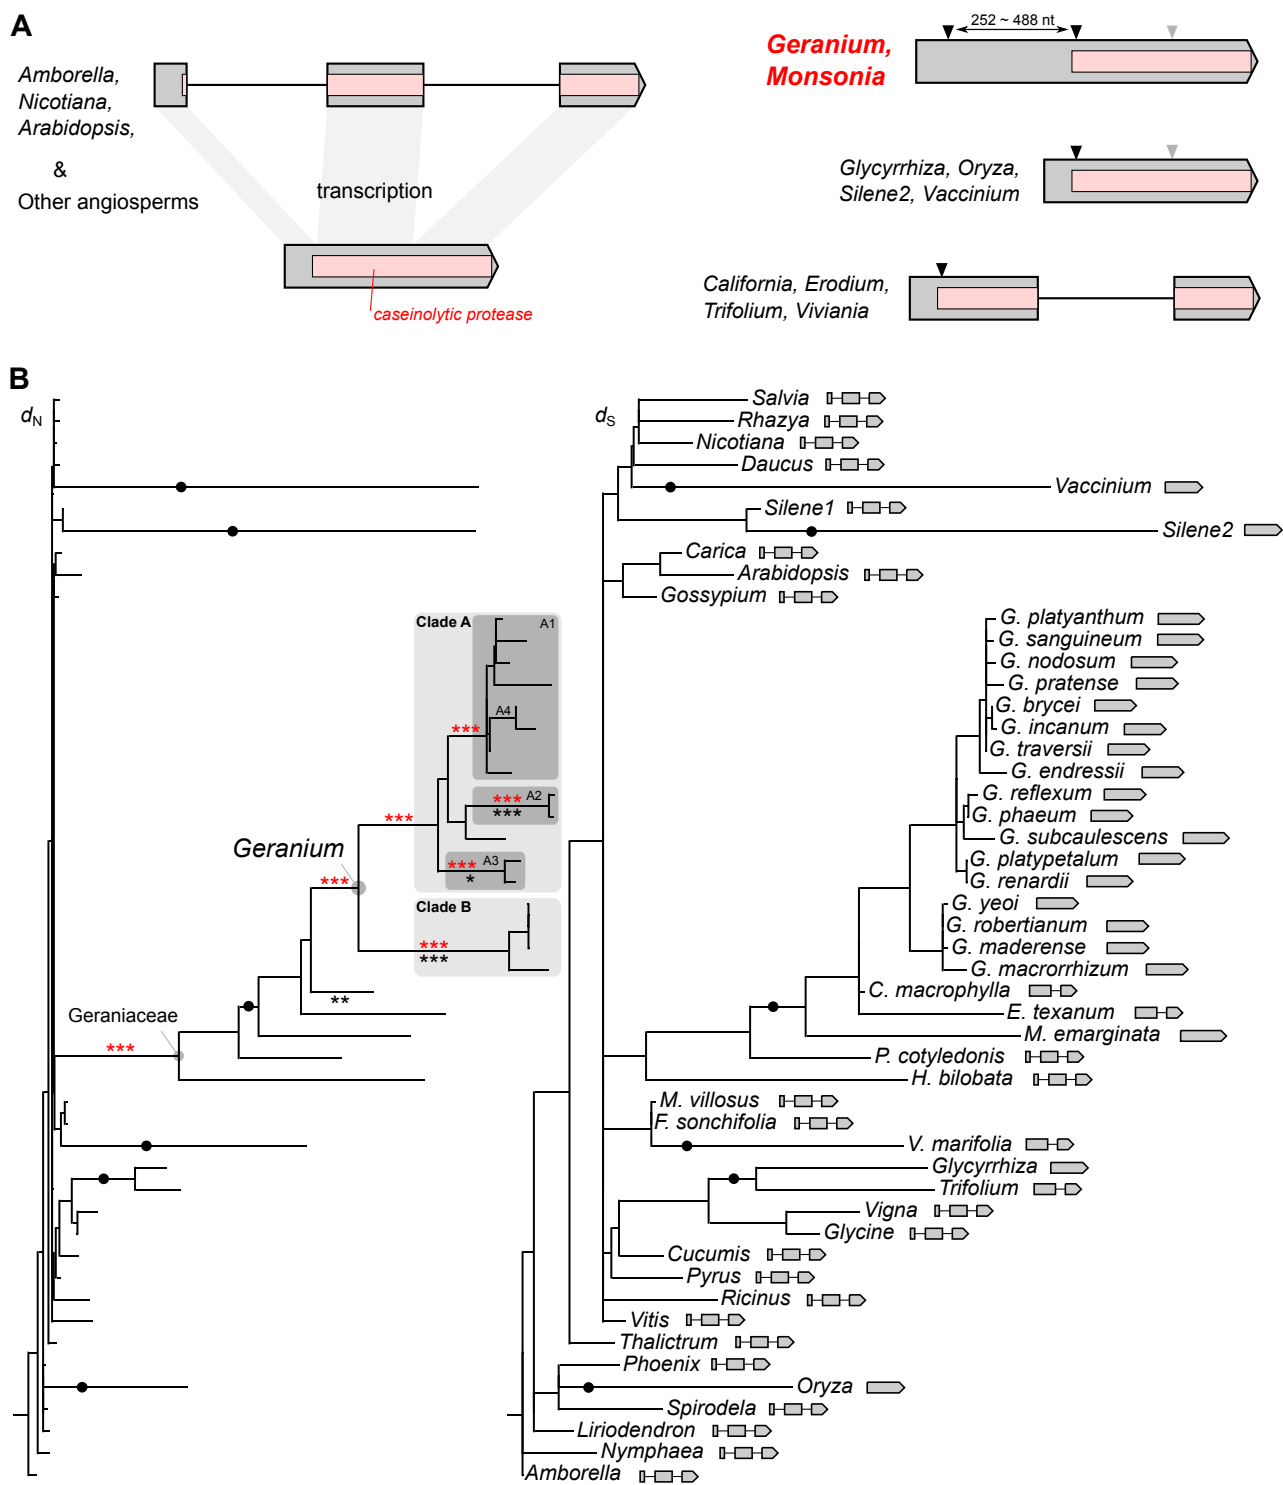 A
Amborella,
Nicotiana,
Arabidopsis,
&
Other angiosperms
transcription
caseinolytic protease
Geranium,
Monsonia
252 ~ 488 nt
Glycyrrhiza, Oryza,
Silene2, Vaccinium
California, Erodium,
Trifolium, Viviania
B
dN
dS
Salvia
Rhazya
Nicotiana
Daucus
Vaccinium
Silene1
Silene2
Carica
Arabidopsis
Gossypium
Clade A
A1
A4
***
***
A2
***
***
***
A3
*
Geranium
***
Clade B
***
***
**
Geraniaceae
***
G. platyanthum
G. sanguineum
G. nodosum
G. pratense
G. brycei
G. incanum
G. traversii
G. endressii
G. reflexum
G. phaeum
G. subcaulescens
G. platypetalum
G. renardii
G. yeoi
G. robertianum
G. maderense
G. macrorrhizum
C. macrophylla
E. texanum
M. emarginata
P. cotyledonis
H. bilobata
M. villosus
F. sonchifolia
V. marifolia
Glycyrrhiza
Trifolium
Vigna
Glycine
Cucumis
Pyrus
Ricinus
Vitis
Thalictrum
Phoenix
Oryza
Spirodela
Liriodendron
Nymphaea
Amborella